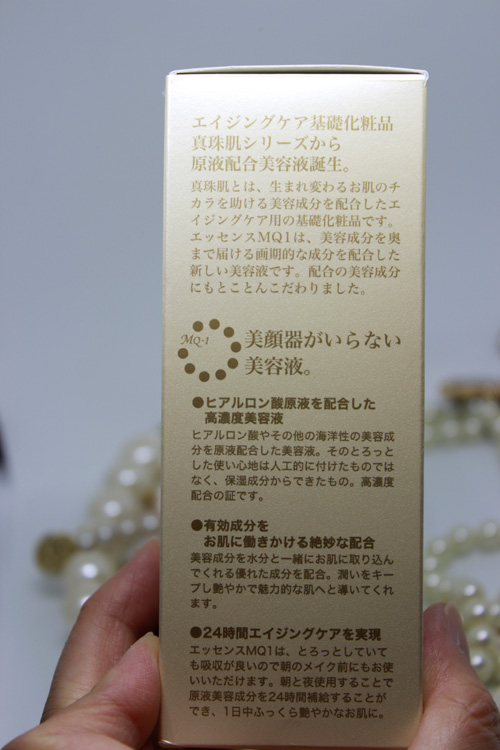 エイジングケア基礎化粧品
真珠肌シリーズから
原液配合美容液誕生。
真珠肌とは、生まれ変わるお肌のチ
カラを助ける美容成分を配合したエ
イジングケア用の基礎化粧品です。
エッセンスMQ1は、美容成分を奥
まで届ける画期的な成分を配合した
新しい美容液です。配合の美容成分
にもとことんこだわりました。
MQ-1
美顔器がいらない
美容液。
●ヒアルロン酸原液を配合した
高濃度美容液
ヒアルロン酸やその他の海洋性の美容成
分を原液配合した美容液。そのとろっと
した使い心地は人工的に付けたものでは
なく、保湿成分からできたもの。高濃度
配合の証です。
●有効成分を
お肌に働きかける絶妙な配合
美容成分を水分と一緒にお肌に取り込ん
でくれる優れた成分を配合。潤いをキー
プし艶やかで魅力的な肌へと導いてくれ
ます。
●24時間エイジングケアを実現
エッセンスMQ1は、とろっとしていて
も吸収が良いので朝のメイク前にもお使
いいただけます。朝と夜使用することで
原液美容成分を24時間補給することが
でき、1日中ふっくら艶やかなお肌に。